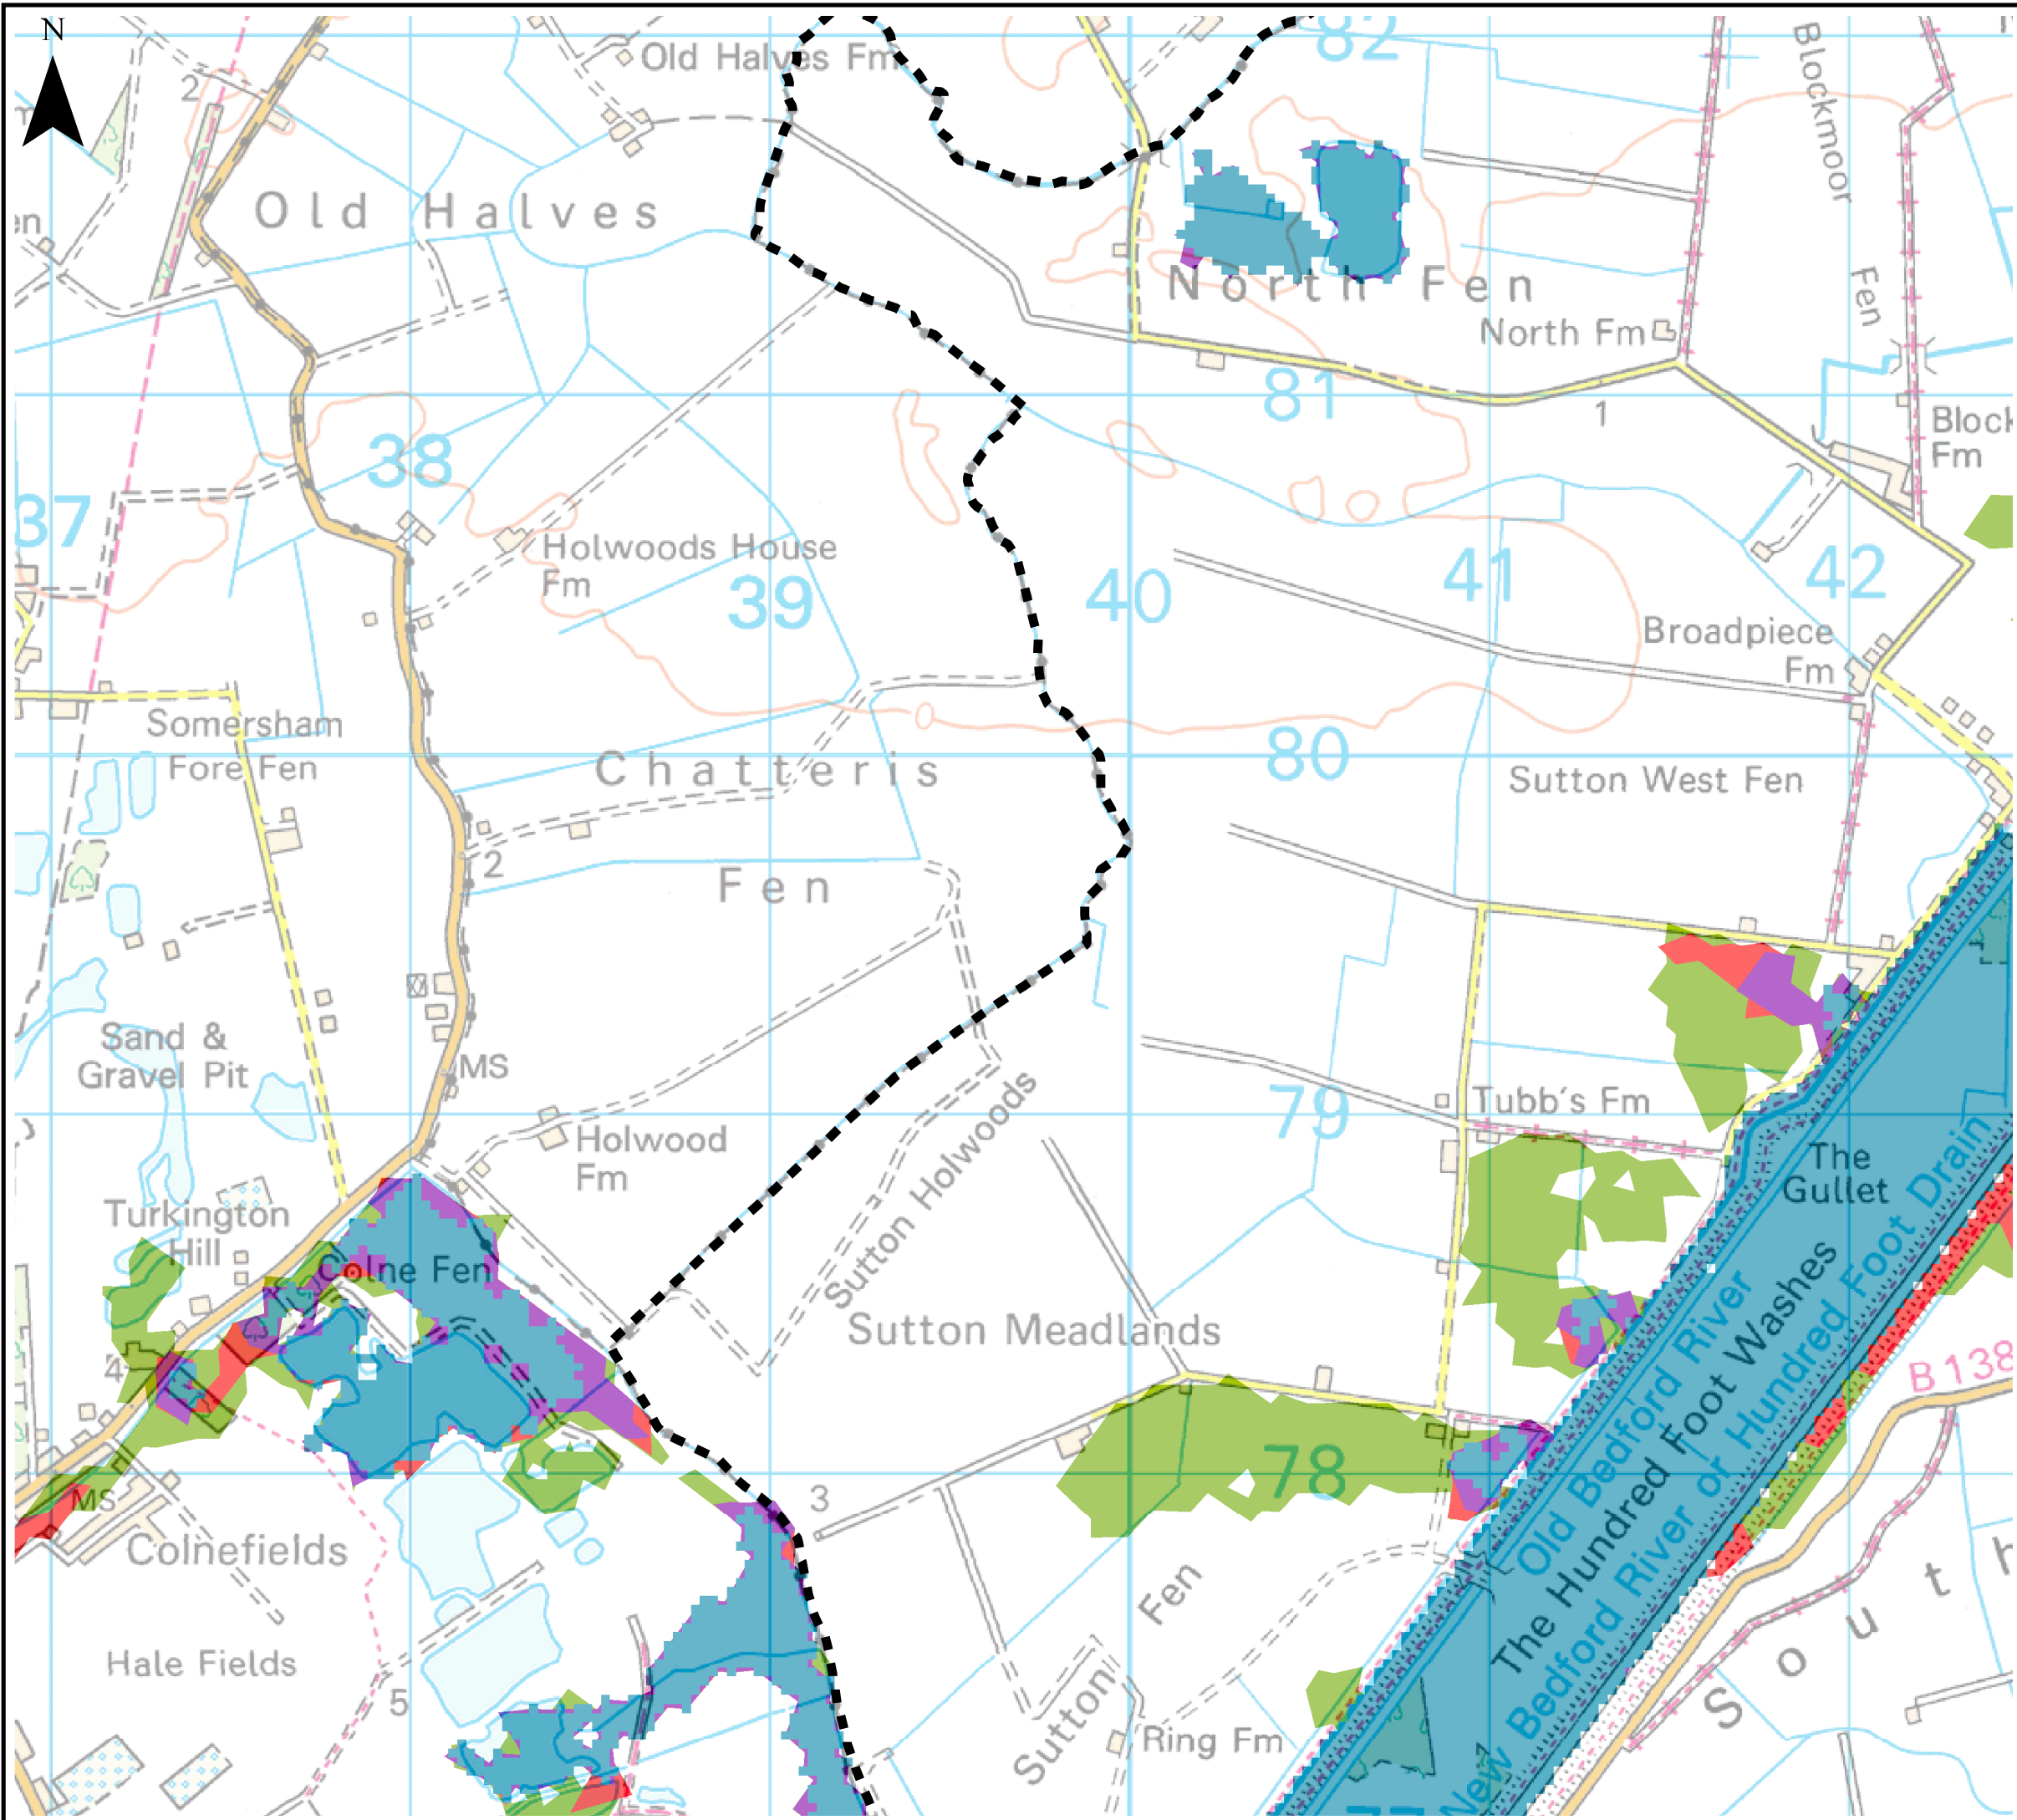 N
82
Old Halves Fm
2
Blockmoor
Fen
Old Halves
en
North Fen
North Fm
81
1
38
Block
Fm
37
Holwoods House
Fm
39
40
41
42
Broadpiece
Fm
Somersham
Fore Fen
Chatteris
Fen
80
Sutton West Fen
2
Sand &
Gravel Pit
MS
79
Tubb's Fm
Holwood
Fm
The
Gullet
Turkington
Hill
Colne Fen
Sutton Holwoods
Sutton Meadlands
4
B138
Old Bedford River
The Hundred Foot Washes
New Bedford River or Hundred Foot Drain
78
MS
3
Colnefields
Hale Fields
5
Sutton Fen
Ring Fm
South